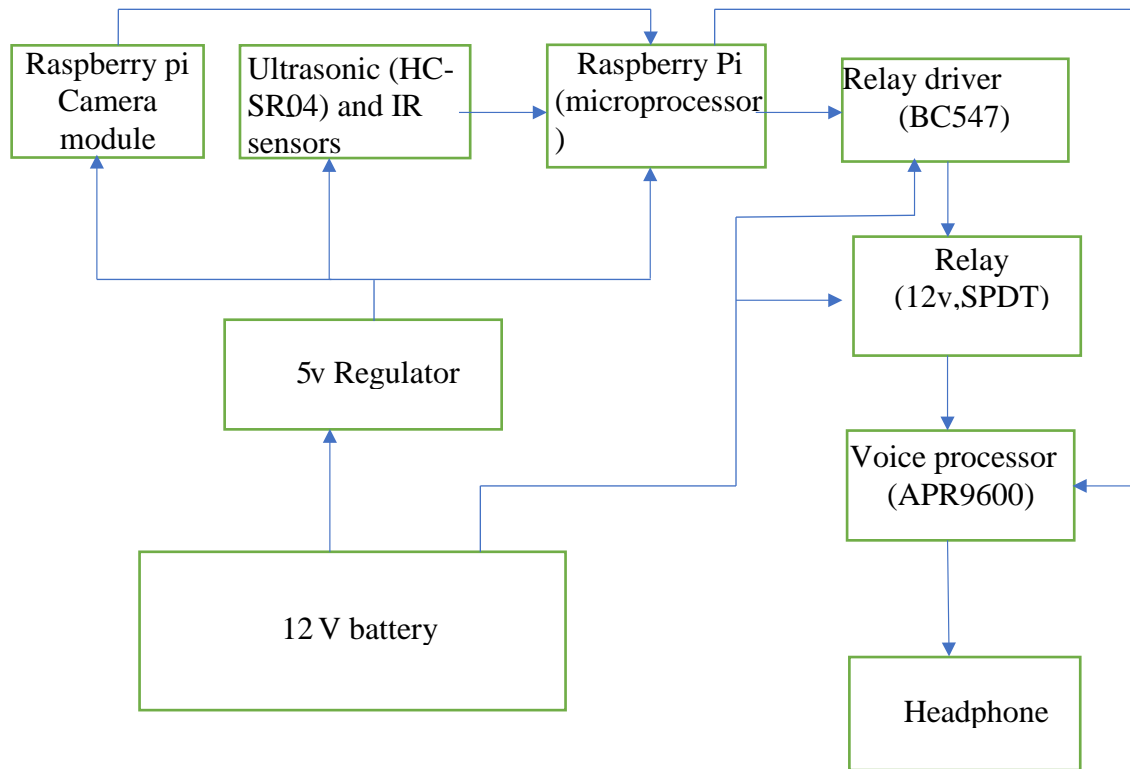 Raspberry pi
Camera
module
Ultrasonic (HC-
SR04) and IR
sensors
Raspberry Pi
(microprocessor
)
Relay driver
(BC547)
Relay
(12v,SPDT)
5v Regulator
Voice processor
(APR9600)
12 V battery
Headphone